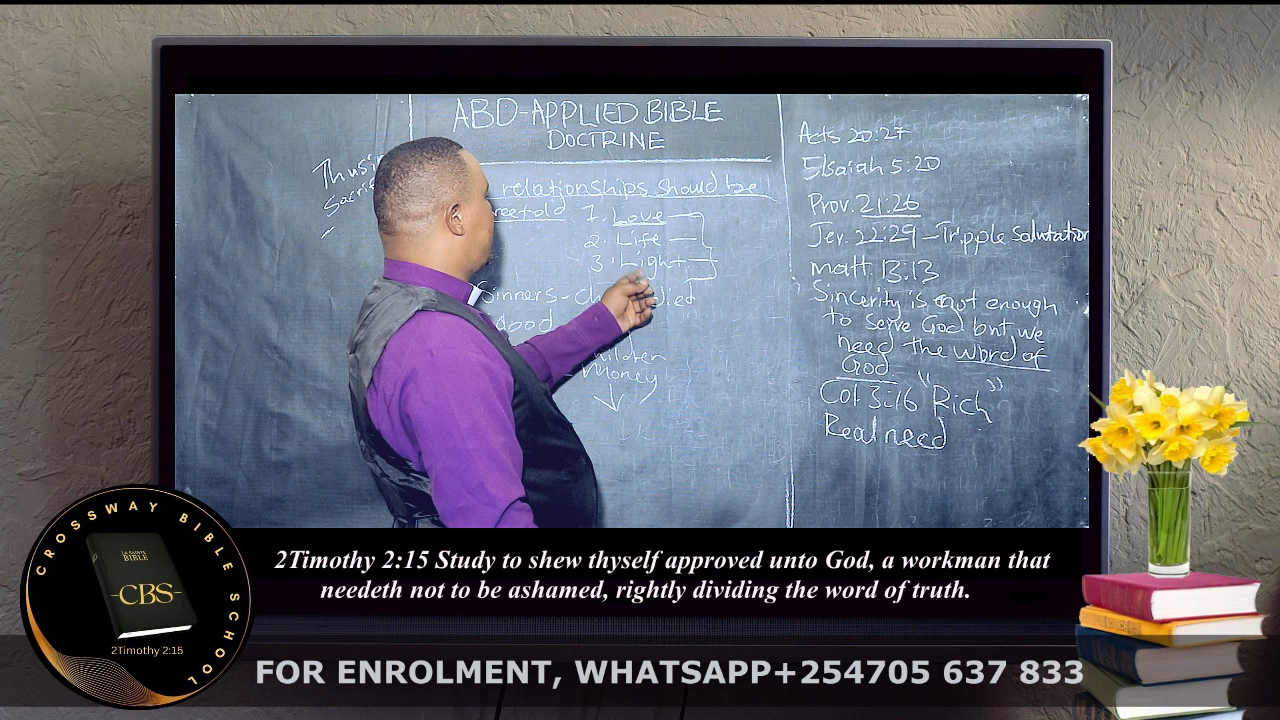 ABD-APPLIED BIBLE
DOCTRINE
relationships should be
1. Love
2. Life
3. Light
Sinners-
good
Money
Acts 20:27
Isaiah 5:20
Prov. 21:26
Jer. 22:29 - Tripple Salutation
Matt. 13:13
Sincerity is not enough
to serve God but we
need the word of
God
Col 3:16 "Rich"
Real need
CROSSWAY BIBLE SCHOOL
LA SAINTE
BIBLE
CBS
2Timothy 2:15
2Timothy 2:15 Study to shew thyself approved unto God, a workman that
needeth not to be ashamed, rightly dividing the word of truth.
FOR ENROLMENT, WHATSAPP+254705 637 833